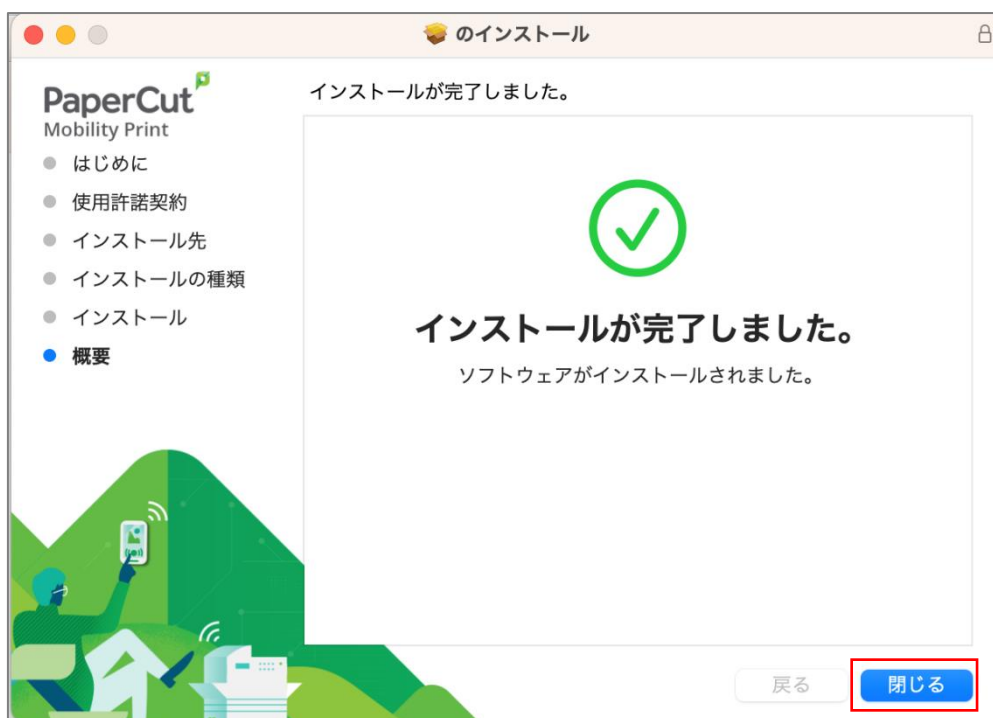 のインストール
PaperCut
Mobility Print
インストールが完了しました。
はじめに
使用許諾契約
インストール先
インストールの種類
インストール
概要
インストールが完了しました。
ソフトウェアがインストールされました。
戻る
閉じる